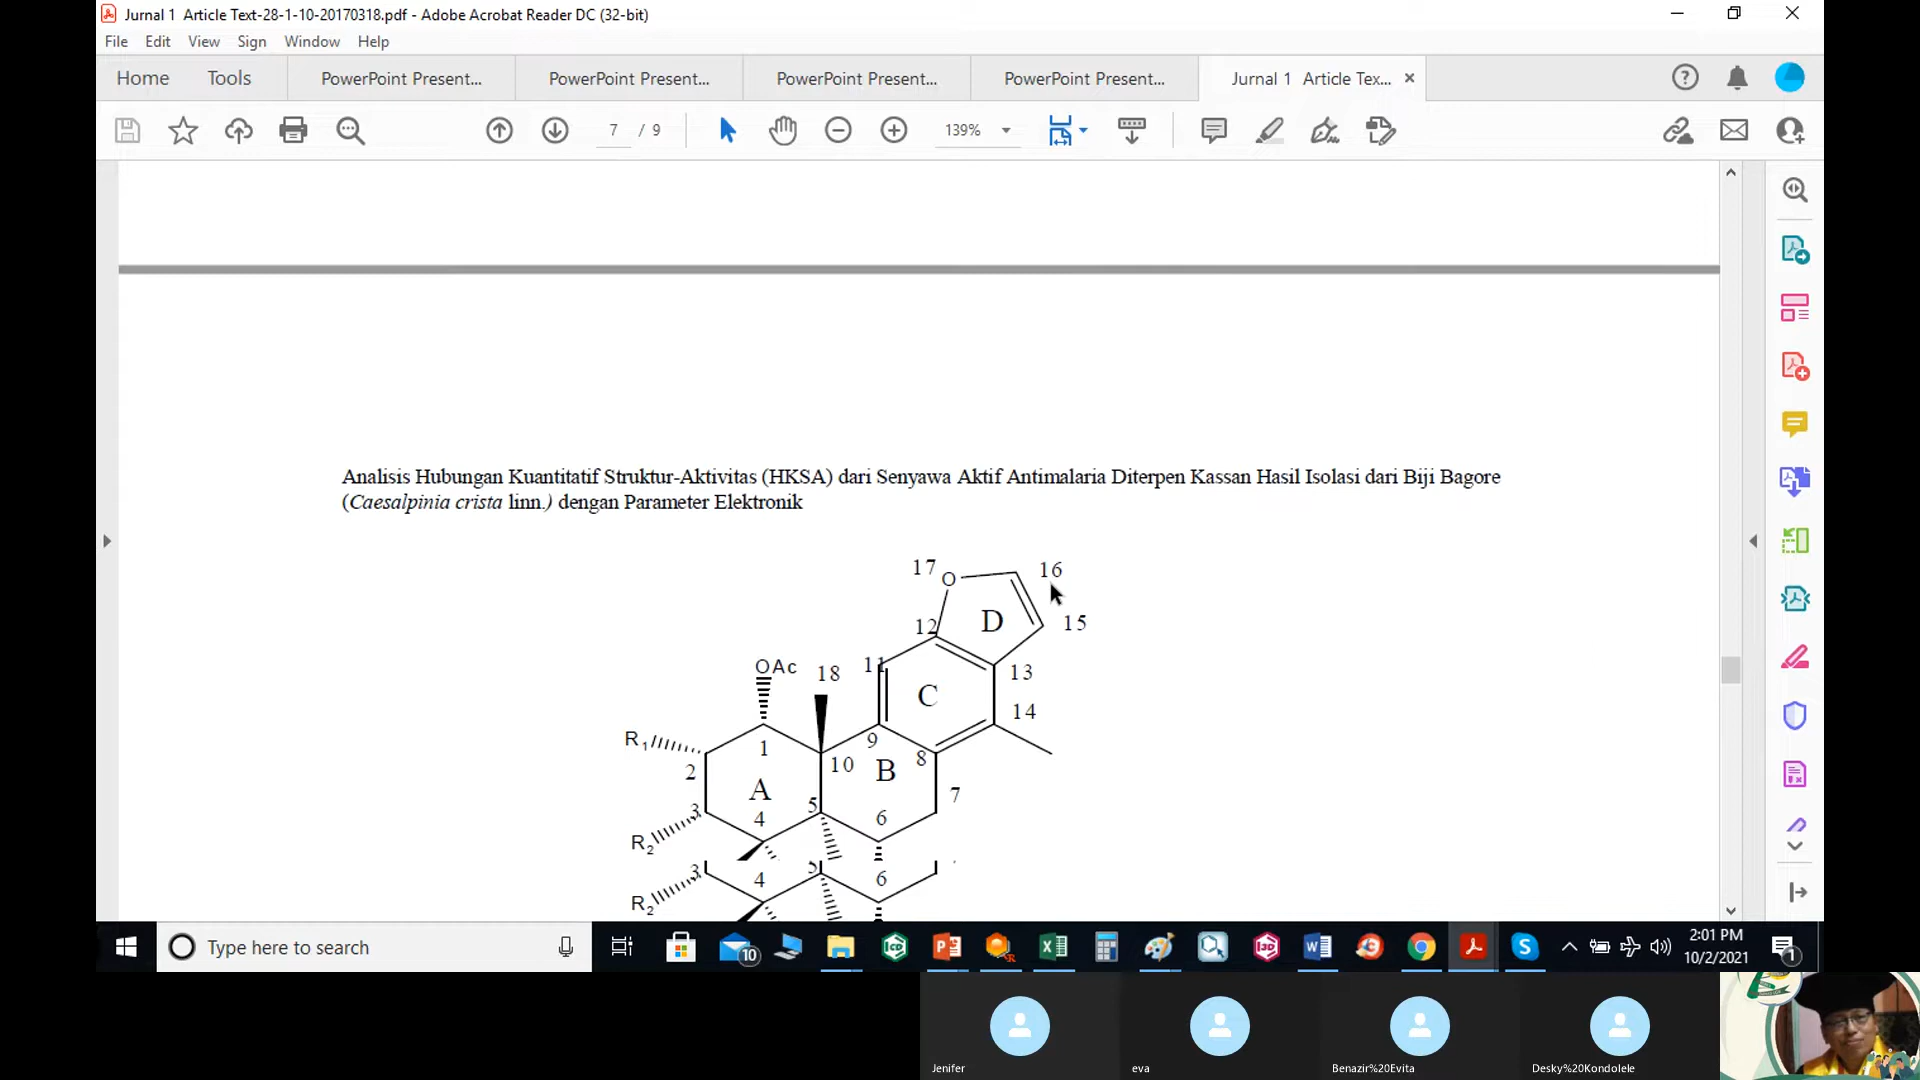 Jurnal 1 Article Text-28-1-10-20170318.pdf - Adobe Acrobat Reader DC (32-bit)
File Edit View Sign Window Help
Home Tools PowerPoint Present... PowerPoint Present... PowerPoint Present... PowerPoint Present... Jurnal 1 Article Tex... ×
7 / 9 139%
Analisis Hubungan Kuantitatif Struktur-Aktivitas (HKSA) dari Senyawa Aktif Antimalaria Diterpen Kassan Hasil Isolasi dari Biji Bagore
(Caesalpinia crista linn.) dengan Parameter Elektronik
17 O 16
12 D 15
OAc 18 11 13
C
R1 14
1 9
2 10 B 8
A 7
3 4 5 6
R2
3 4 5 6
R2
Type here to search
10
2:01 PM
10/2/2021
1
Jenifer eva Benazir%20Evita Desky%20Kondolele